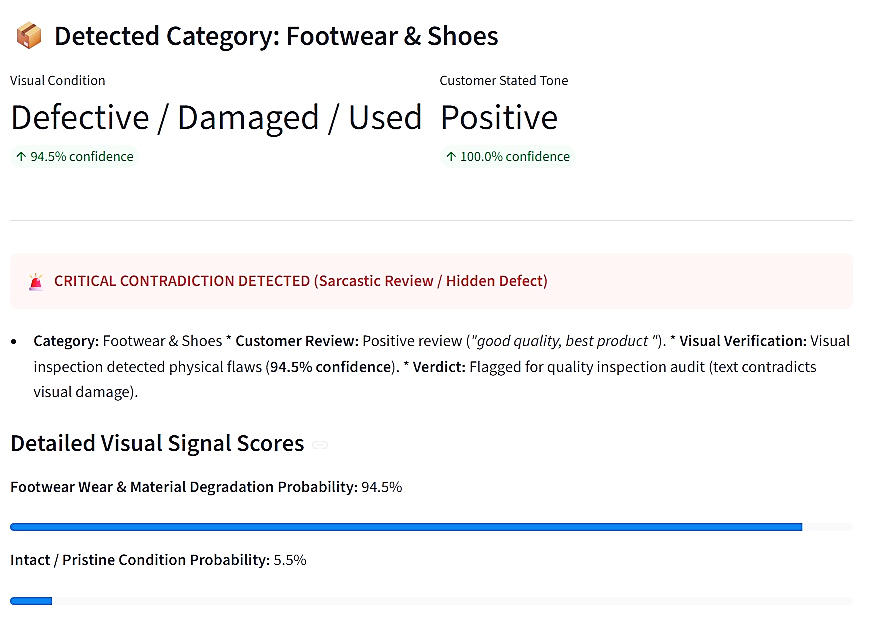 Detected Category: Footwear & Shoes
Visual Condition
Defective / Damaged / Used
↑ 94.5% confidence
Customer Stated Tone
Positive
↑ 100.0% confidence
CRITICAL CONTRADICTION DETECTED (Sarcastic Review / Hidden Defect)
• Category: Footwear & Shoes * Customer Review: Positive review ("good quality, best product "). * Visual Verification: Visual
inspection detected physical flaws (94.5% confidence). * Verdict: Flagged for quality inspection audit (text contradicts
visual damage).
Detailed Visual Signal Scores
Footwear Wear & Material Degradation Probability: 94.5%
Intact / Pristine Condition Probability: 5.5%